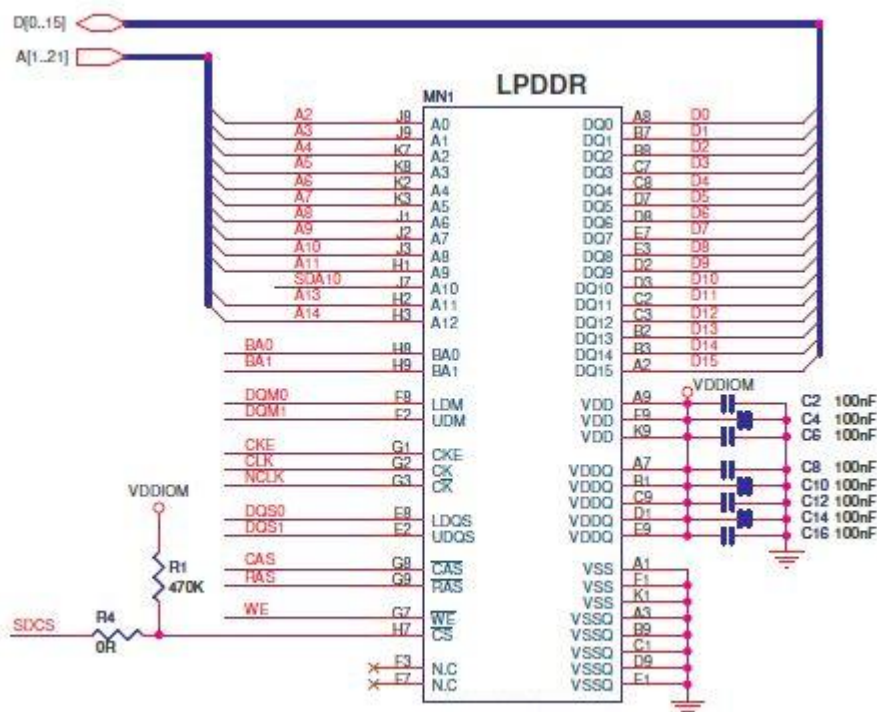 D[0..15]
A[1..21]
LPDDR
MN1
A2 J8 A0 DQ0 A8 D0
A3 J9 A1 DQ1 B7 D1
A4 K7 A2 DQ2 B8 D2
A5 K8 A3 DQ3 C7 D3
A6 K2 A4 DQ4 C8 D4
A7 K3 A5 DQ5 D7 D5
A8 J1 A6 DQ6 D8 D6
A9 J2 A7 DQ7 E7 D7
A10 J3 A8 DQ8 E3 D8
A11 H1 A9 DQ9 D2 D9
SDA10 J7 A10 DQ10 D3 D10
A13 H2 A11 DQ11 C2 D11
A14 H3 A12 DQ12 C3 D12
DQ13 B2 D13
BA0 H8 BA0 DQ14 B3 D14
BA1 H9 BA1 DQ15 A2 D15
VDDIOM
DQM0 F8 LDM VDD A9 C2 100nF
DQM1 F2 UDM VDD F9 C4 100nF
VDD K9 C6 100nF
CKE G1 CKE
CLK G2 CK VDDQ A7 C8 100nF
NCLK G3 CK VDDQ B1 C10 100nF
VDDIOM
VDDQ C9 C12 100nF
DQS0 E8 LDQS VDDQ D1 C14 100nF
DQS1 E2 UDQS VDDQ E9 C16 100nF
R1
470K
CAS G8 CAS VSS A1
RAS G9 RAS VSS F1
VSS K1
WE G7 WE VSSQ A3
SDCS R4 H7 CS VSSQ B9
0R
VSSQ C1
F3 N.C VSSQ D9
F7 N.C VSSQ E1